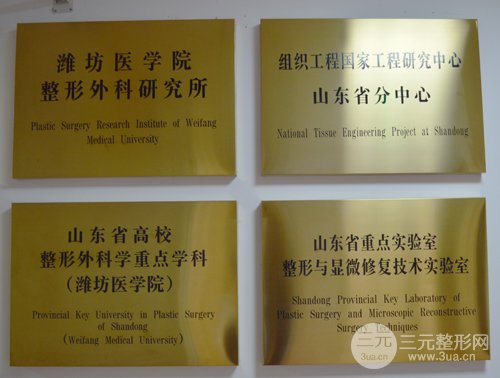 潍坊医学院
整形外科研究所
Plastic Surgery Research Institute of Weifang
Medical University
组织工程国家工程研究中心
山东省分中心
National Tissue Engineering Project at Shandong
山东省高校
整形外科学重点学科
(潍坊医学院)
Provincial Key University in Plastic Surgery
of Shandong
(Weifang Medical University)
山东省重点实验室
整形与显微修复技术实验室
Shandong Provincial Key Laboratory of
Plastic Surgery and Microscopic Reconstructive
Surgery Techniques
三元
3ua.cn
三元整形网
www.3ua.cn